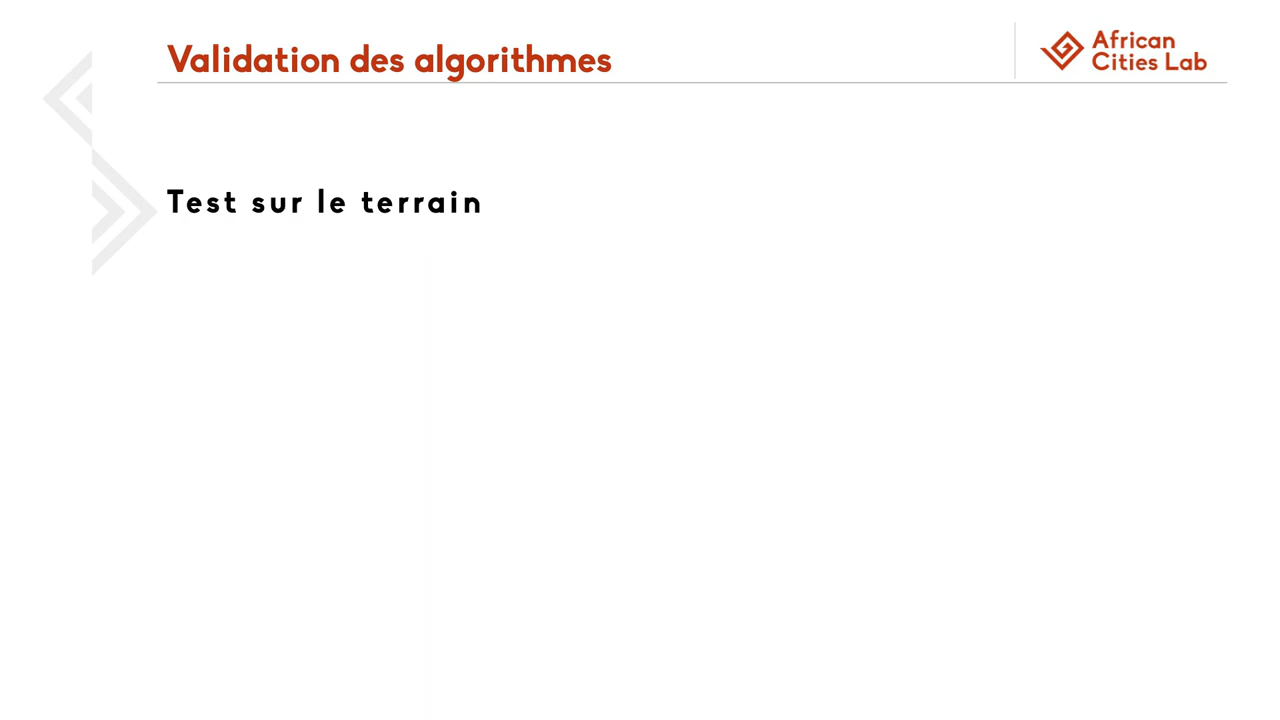 Validation des algorithmes
African
Cities Lab
Test sur le terrain